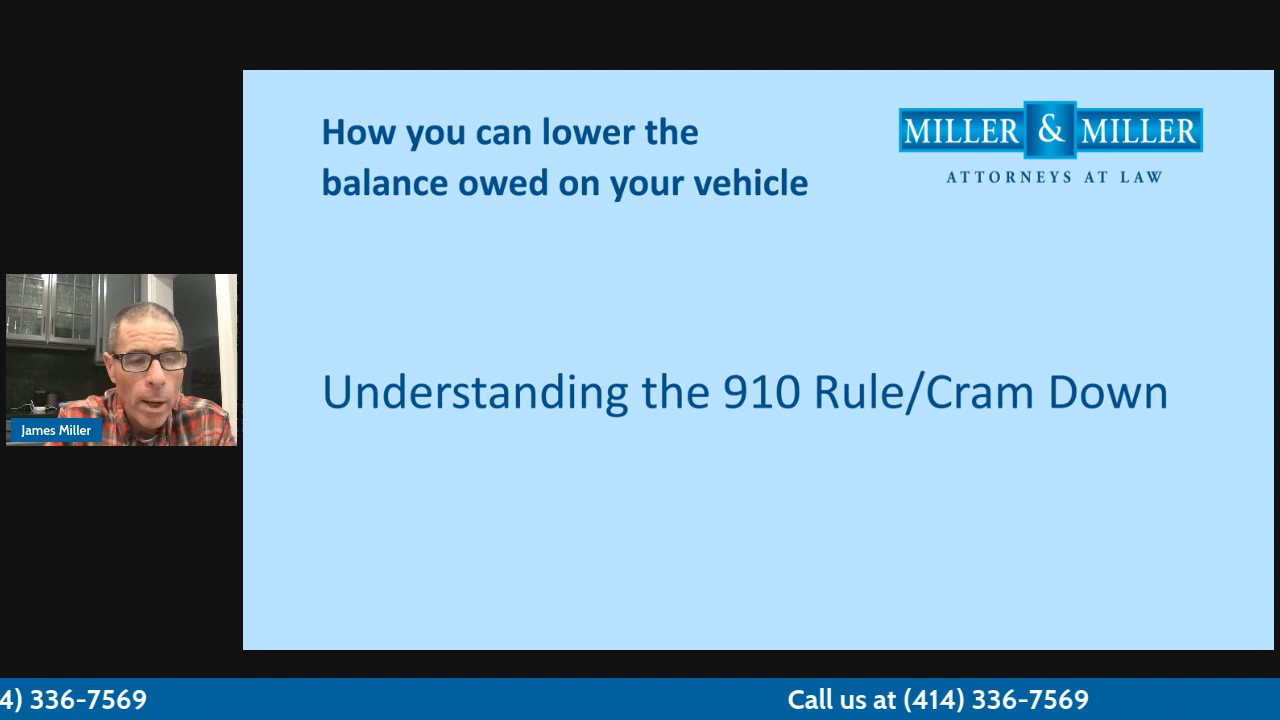 How you can lower the
balance owed on your vehicle
MILLER & MILLER
ATTORNEYS AT LAW
Understanding the 910 Rule/Cram Down
James Miller
4) 336-7569
Call us at (414) 336-7569